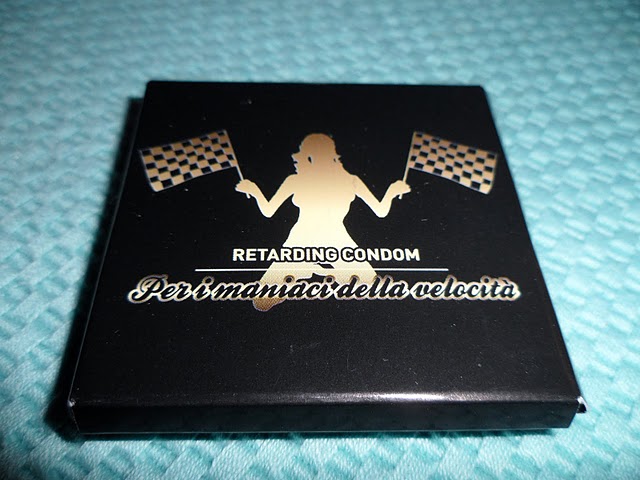 RETARDING CONDOM
Per i maniaci della velocità